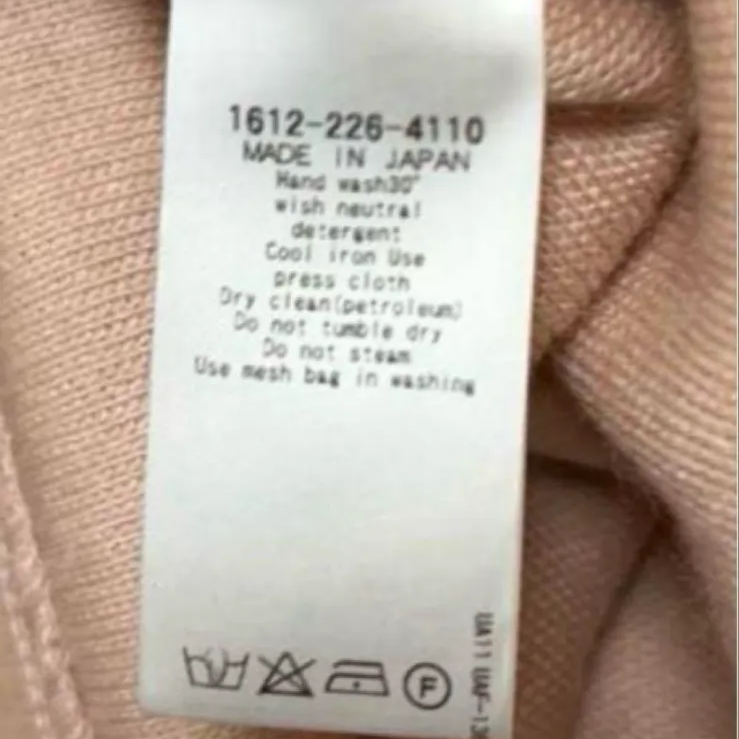 1612-226-4110
MADE IN JAPAN
Hand wash30°
wish neutral
detergent
Cool iron Use
press cloth
Dry clean(petroleum)
Do not tumble dry
Do not steam
Use mesh bag in washing
F